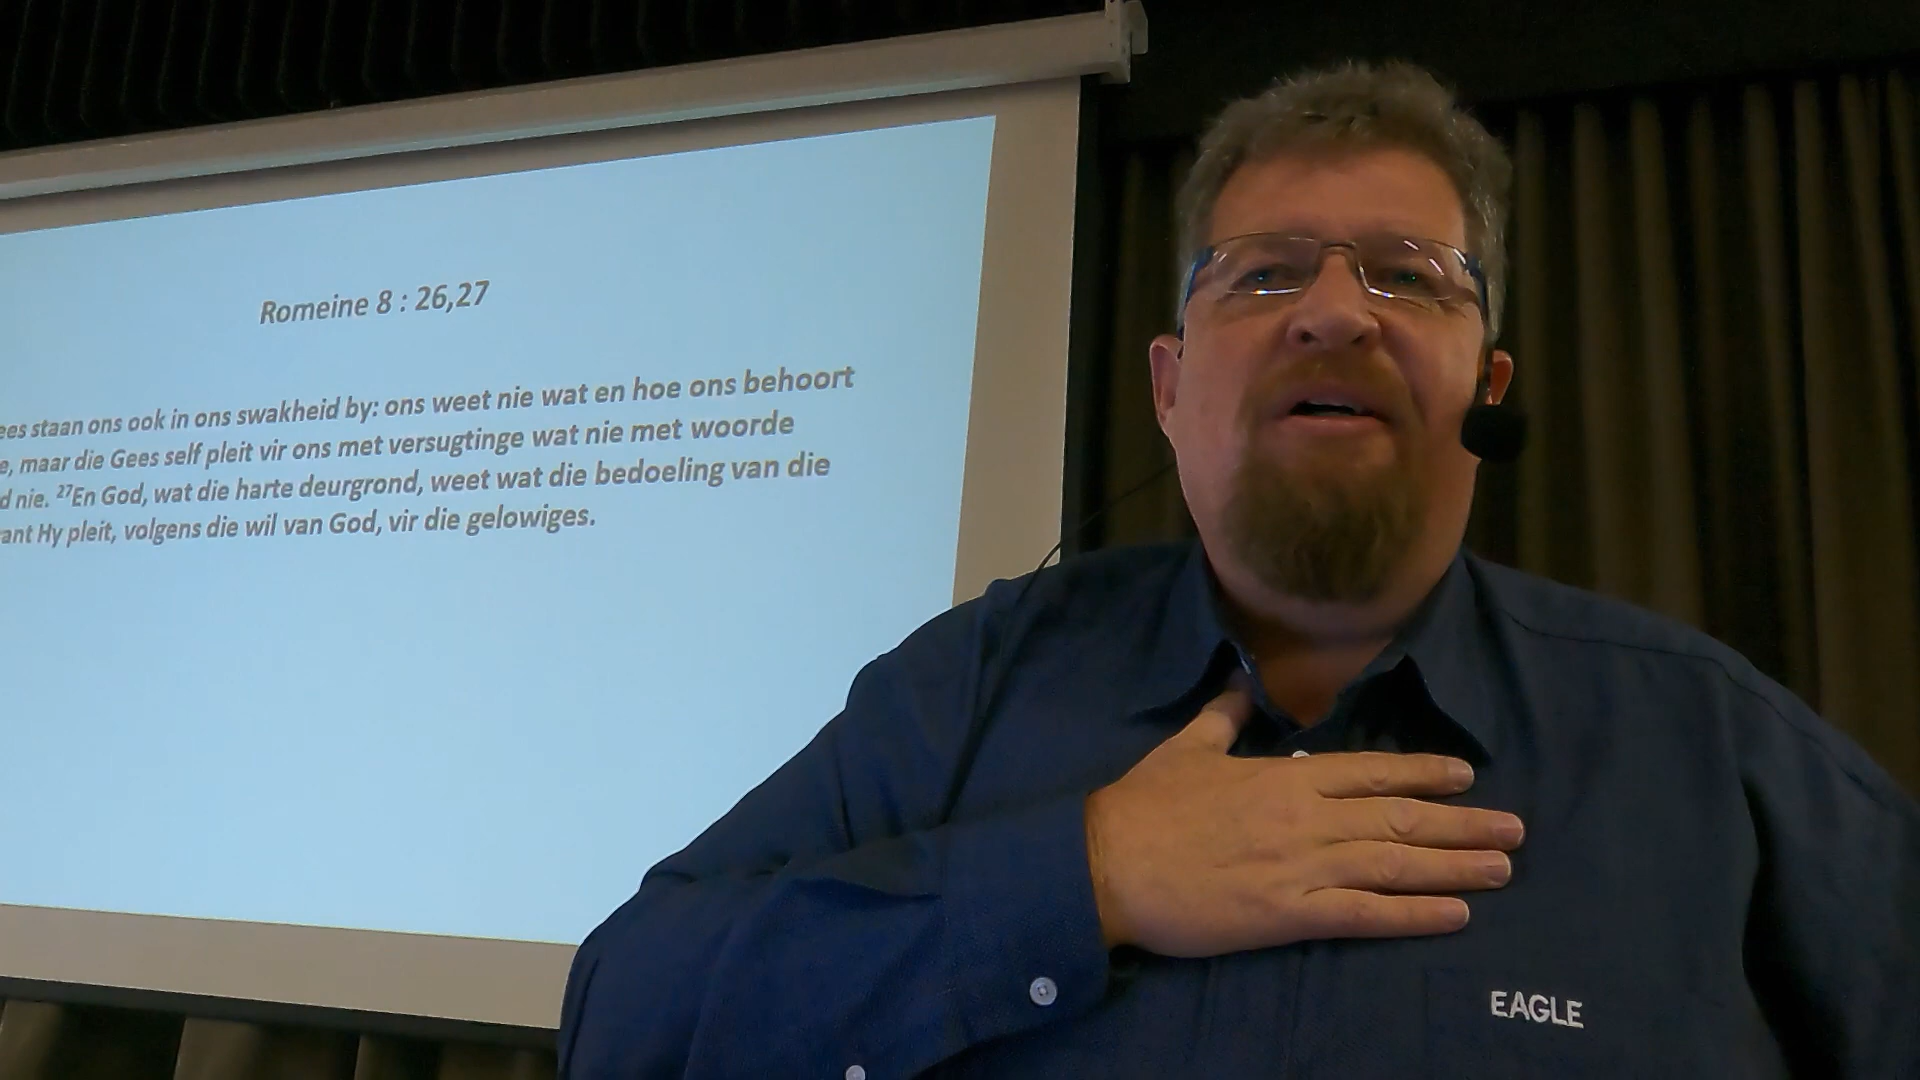 Romeine 8 : 26,27
ees staan ons ook in ons swakheid by: ons weet nie wat en hoe ons behoort
e, maar die Gees self pleit vir ons met versugtinge wat nie met woorde
d nie. ²⁷En God, wat die harte deurgrond, weet wat die bedoeling van die
ant Hy pleit, volgens die wil van God, vir die gelowiges.
EAGLE